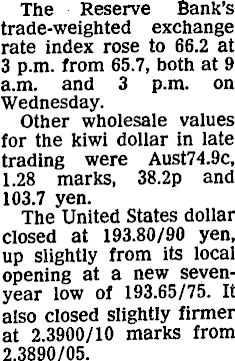 The Reserve Bank's
trade-weighted exchange
rate index rose to 66.2 at
3 p.m. from 65.7, both at 9
a.m. and 3 p.m. on
Wednesday.
Other wholesale values
for the kiwi dollar in late
trading were Aust74.9c,
1.28 marks, 38.2p and
103.7 yen.
The United States dollar
closed at 193.80/90 yen,
up slightly from its local
opening at a new seven-
year low of 193.65/75. It
also closed slightly firmer
at 2.3900/10 marks from
2.3890/05.